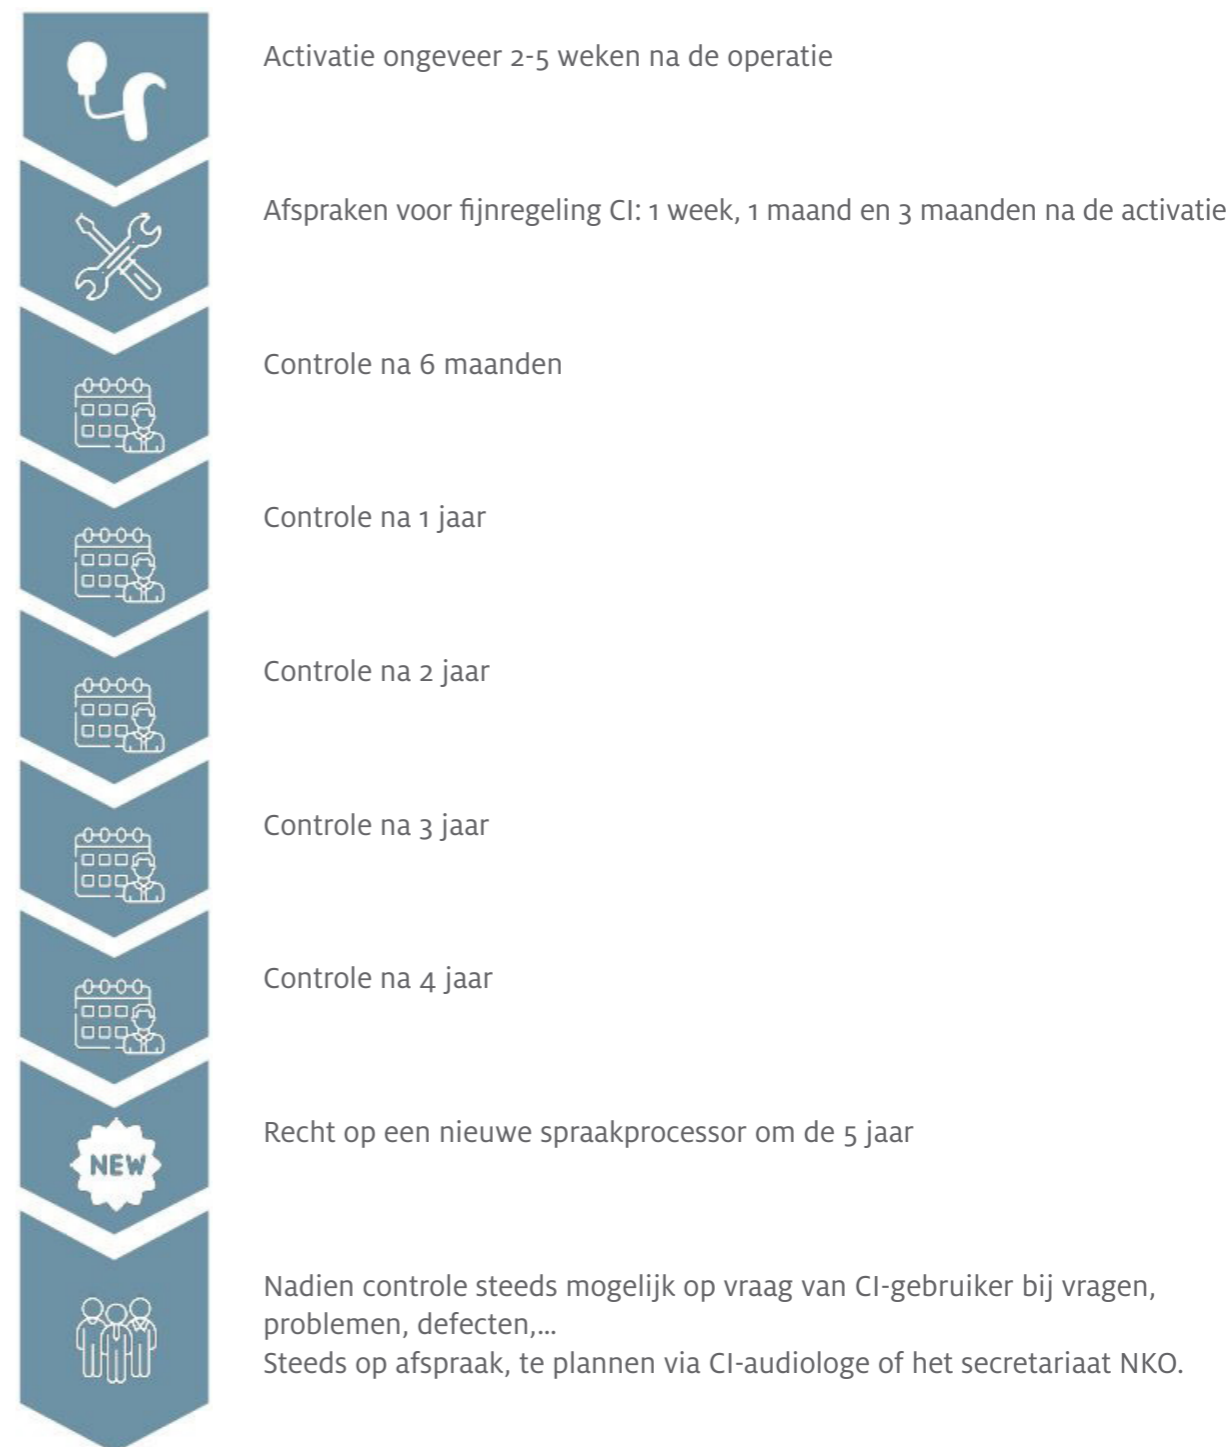 Activatie ongeveer 2-5 weken na de operatie
Afspraken voor fijnregeling CI: 1 week, 1 maand en 3 maanden na de activatie
Controle na 6 maanden
Controle na 1 jaar
Controle na 2 jaar
Controle na 3 jaar
Controle na 4 jaar
NEW
Recht op een nieuwe spraakprocessor om de 5 jaar
Nadien controle steeds mogelijk op vraag van CI-gebruiker bij vragen,
problemen, defecten,...
Steeds op afspraak, te plannen via CI-audiologe of het secretariaat NKO.